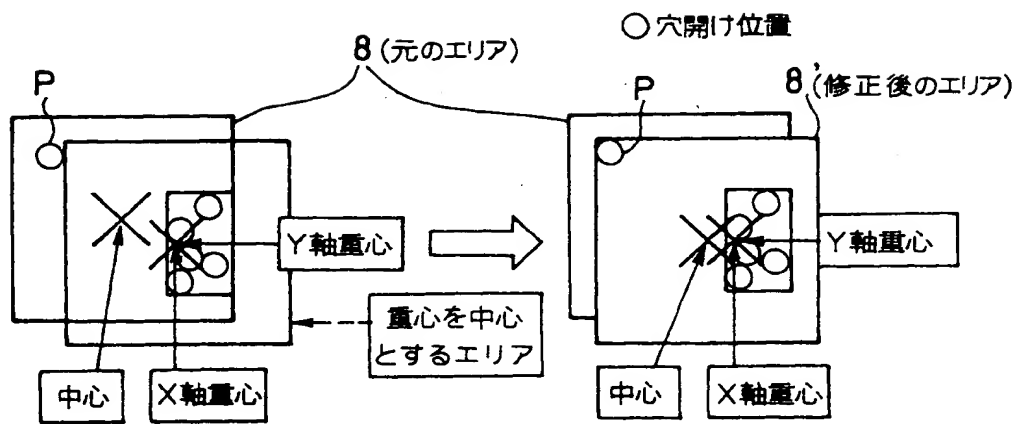 ○穴開け位置
8(元のエリア)
P
P
8'(修正後のエリア)
Y軸重心
Y軸重心
重心を中心
とするエリア
中心
X軸重心
中心
X軸重心